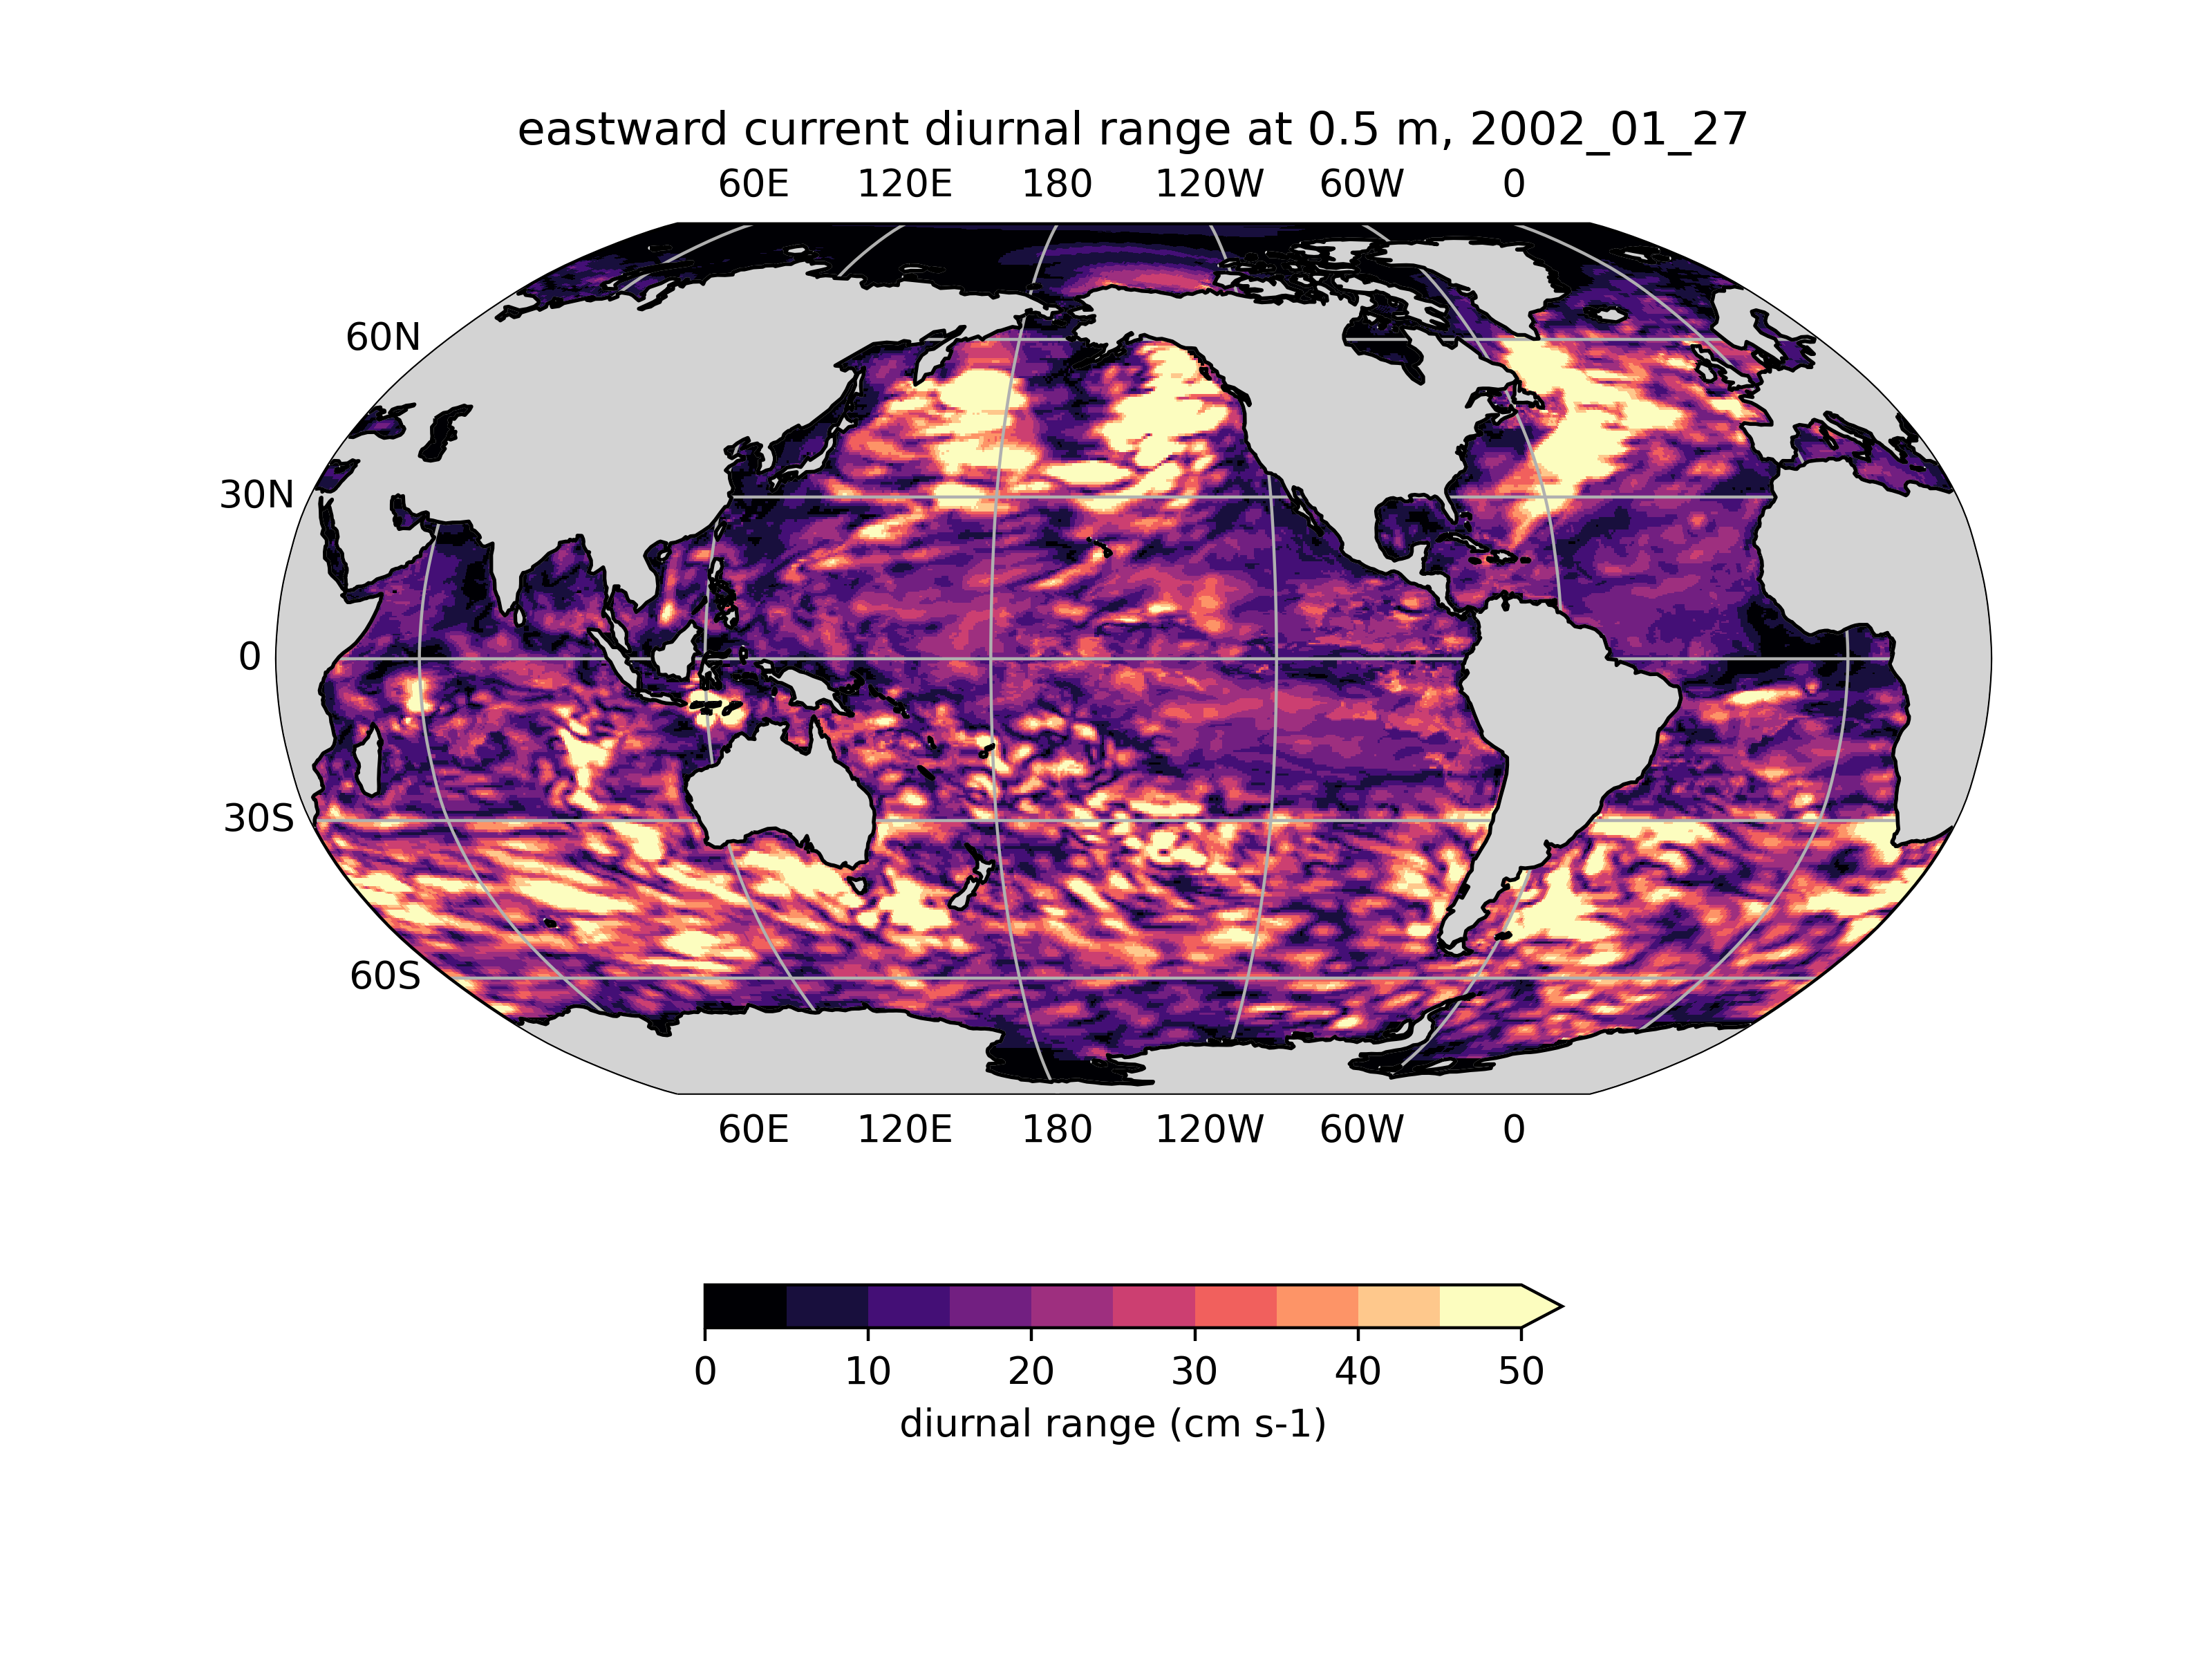 eastward current diurnal range at 0.5 m, 2002_01_27
60E 120E 180 120W 60W 0
60N
30N
0
30S
60S
60E 120E 180 120W 60W 0
0 10 20 30 40 50
diurnal range (cm s-1)